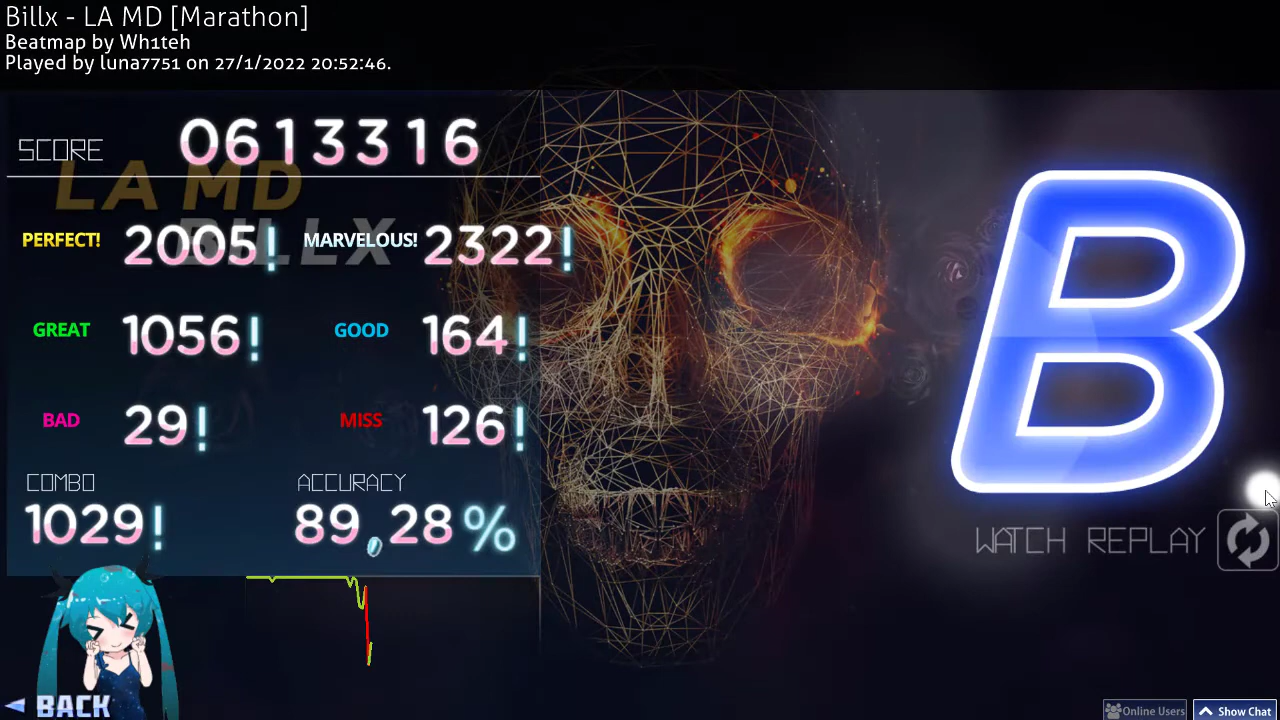 Billx - LA MD [Marathon]
Beatmap by Wh1teh
Played by luna7751 on 27/1/2022 20:52:46.
SCORE 0613316
LA MD
BILLX
PERFECT! 2005! MARVELOUS! 2322!
GREAT 1056! GOOD 164!
BAD 29! MISS 126!
COMBO ACCURACY
1029! 89.28%
B
WATCH REPLAY
BACK
Online Users Show Chat